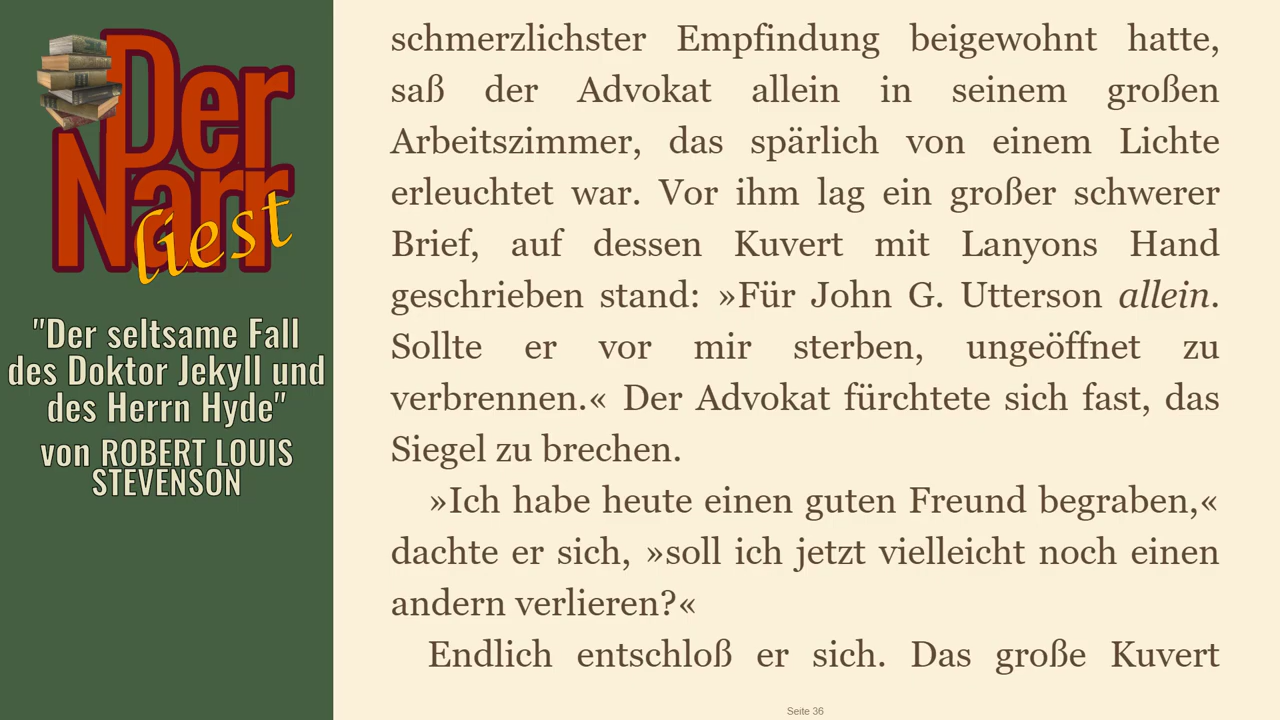 Der
Narr
liest
"Der seltsame Fall
des Doktor Jekyll und
des Herrn Hyde"
von ROBERT LOUIS
STEVENSON
schmerzlichster Empfindung beigewohnt hatte,
saß der Advokat allein in seinem großen
Arbeitszimmer, das spärlich von einem Lichte
erleuchtet war. Vor ihm lag ein großer schwerer
Brief, auf dessen Kuvert mit Lanyons Hand
geschrieben stand: »Für John G. Utterson allein.
Sollte er vor mir sterben, ungeöffnet zu
verbrennen.« Der Advokat fürchtete sich fast, das
Siegel zu brechen.
»Ich habe heute einen guten Freund begraben,«
dachte er sich, »soll ich jetzt vielleicht noch einen
andern verlieren?«
Endlich entschloß er sich. Das große Kuvert
Seite 36